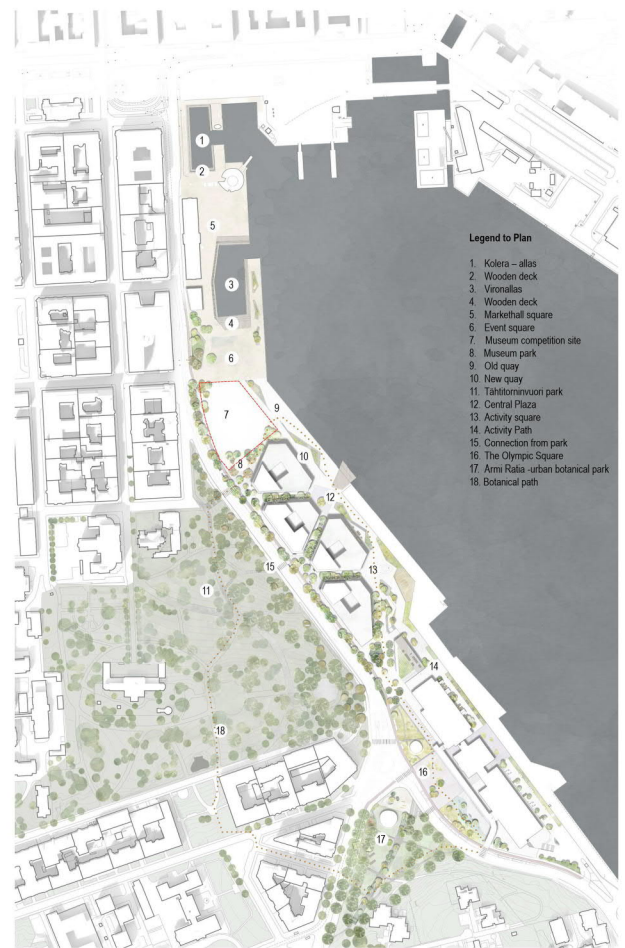 Legend to Plan
1. Kolera – allas
2. Wooden deck
3. Vironallas
4. Wooden deck
5. Markethall square
6. Event square
7. Museum competition site
8. Museum park
9. Old quay
10. New quay
11. Tähtitorninvuori park
12. Central Plaza
13. Activity square
14. Activity Path
15. Connection from park
16. The Olympic Square
17. Armi Ratia -urban botanical park
18. Botanical path
1
2
5
3
4
6
7
9
8
10
12
15
13
11
14
18
16
17